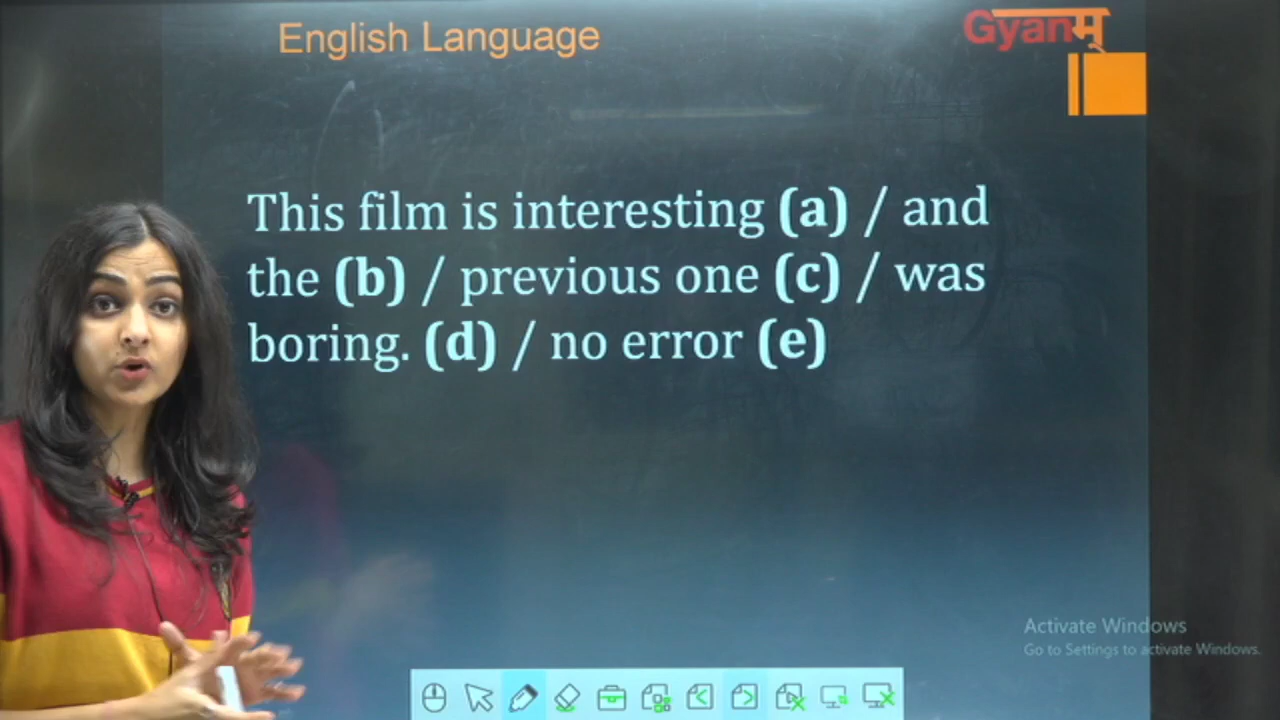 English Language
Gyanम्
This film is interesting (a) / and
the (b) / previous one (c) / was
boring. (d) / no error (e)
Activate Windows
Go to Settings to activate Windows.